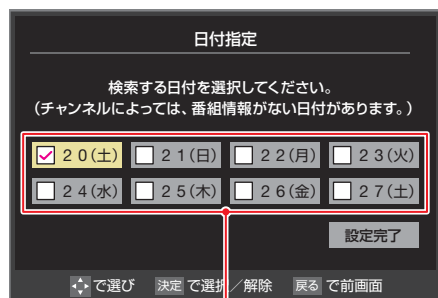 日付指定
検索する日付を選択してください。
(チャンネルによっては、番組情報がない日付があります。)
２０(土) ２１(日) ２２(月) ２３(火)
２４(水) ２５(木) ２６(金) ２７(土)
設定完了
で選び 決定 で選択／解除 戻る で前画面